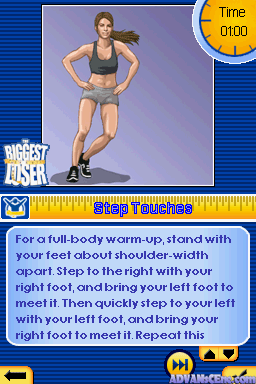 Time
01:00
THE
BIGGEST
LOSER
Step Touches
For a full-body warm-up, stand with
your feet about shoulder-width
apart. Step to the right with your
right foot, and bring your left foot to
meet it. Then quickly step to your left
with your left foot, and bring your
right foot to meet it. Repeat this
ADVANSCENE.com